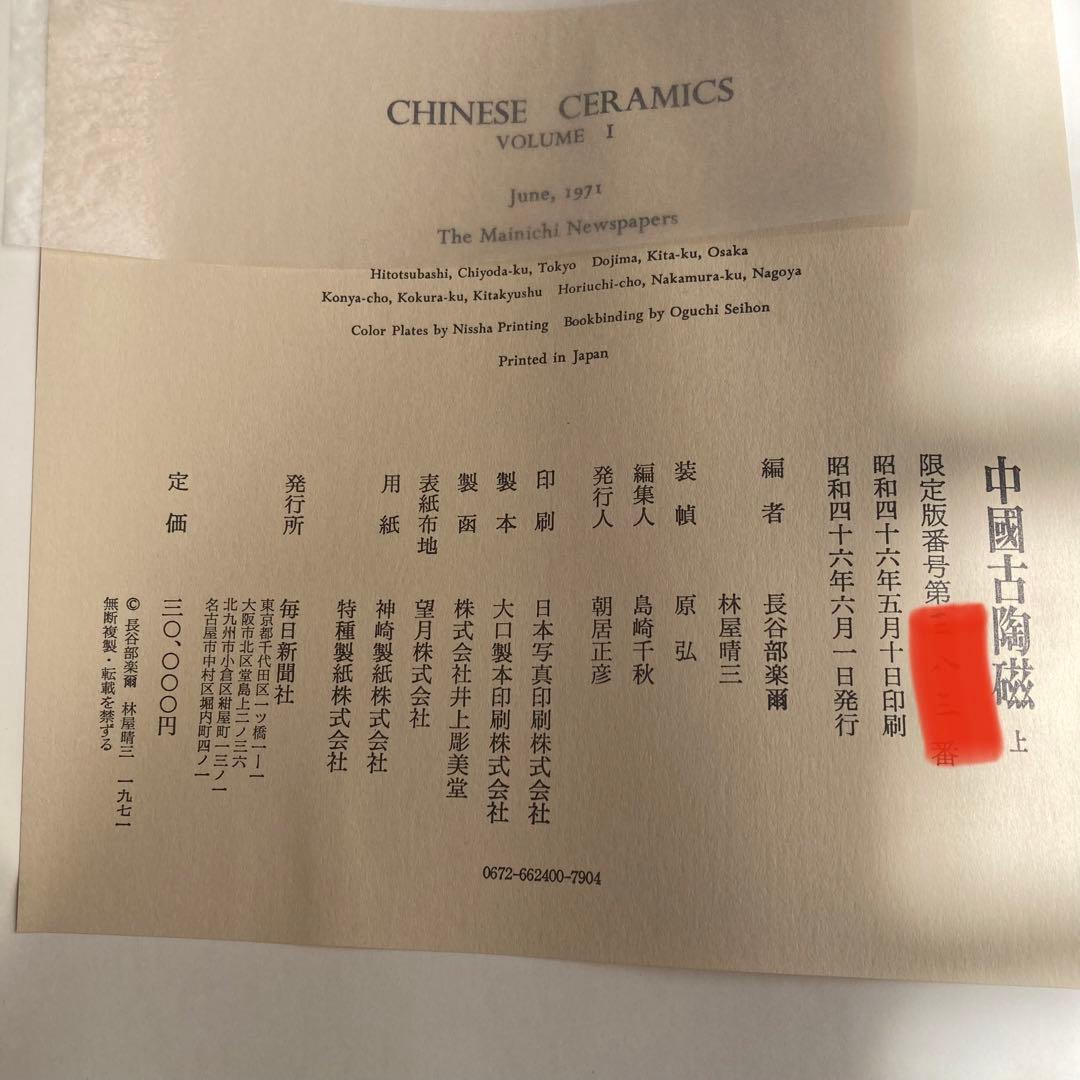 CHINESE CERAMICS
VOLUME I
June, 1971
The Mainichi Newspapers
Hitotsubashi, Chiyoda-ku, Tokyo Dojima, Kita-ku, Osaka
Konya-cho, Kokura-ku, Kitakyushu Horiuchi-cho, Nakamura-ku, Nagoya
Color Plates by Nissha Printing Bookbinding by Oguchi Seihon
Printed in Japan
中國古陶磁 上
限定版番号第 番
昭和四十六年五月十日印刷
昭和四十六年六月一日発行
編者 長谷部楽爾
林屋晴三
装幀 原弘
編集人 島崎千秋
発行人 朝居正彦
印刷 日本写真印刷株式会社
製本 大口製本印刷株式会社
製函 株式会社井上彫美堂
表紙布地 望月株式会社
用紙 神崎製紙株式会社
特種製紙株式会社
発行所 毎日新聞社
東京都千代田区一ツ橋一ー一
大阪市北区堂島上二ノ三六
北九州市小倉区紺屋町一三ノ一
名古屋市中村区堀内町四ノ一
定価 三〇,〇〇〇円
© 長谷部楽爾 林屋晴三 一九七一
無断複製・転載を禁ずる
0672-662400-7904